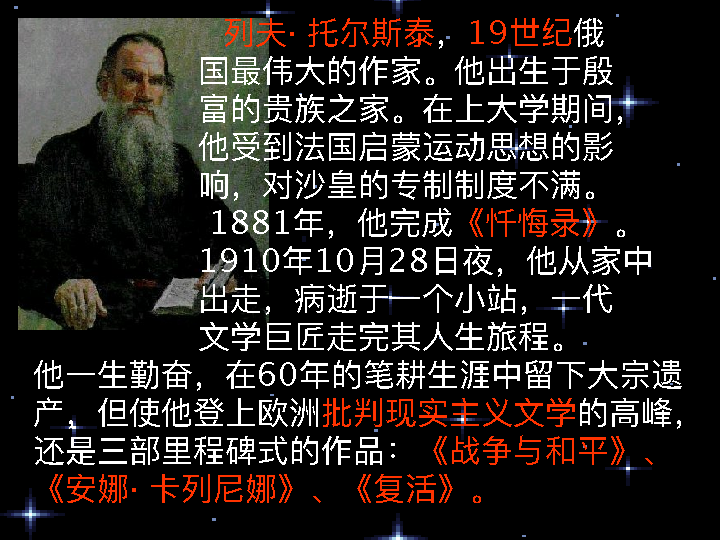 列夫·托尔斯泰，19世纪俄
国最伟大的作家。他出生于殷
富的贵族之家。在上大学期间，
他受到法国启蒙运动思想的影
响，对沙皇的专制制度不满。
1881年，他完成《忏悔录》。
1910年10月28日夜，他从家中
出走，病逝于一个小站，一代
文学巨匠走完其人生旅程。
他一生勤奋，在60年的笔耕生涯中留下大宗遗
产，但使他登上欧洲批判现实主义文学的高峰，
还是三部里程碑式的作品：《战争与和平》、
《安娜·卡列尼娜》、《复活》。